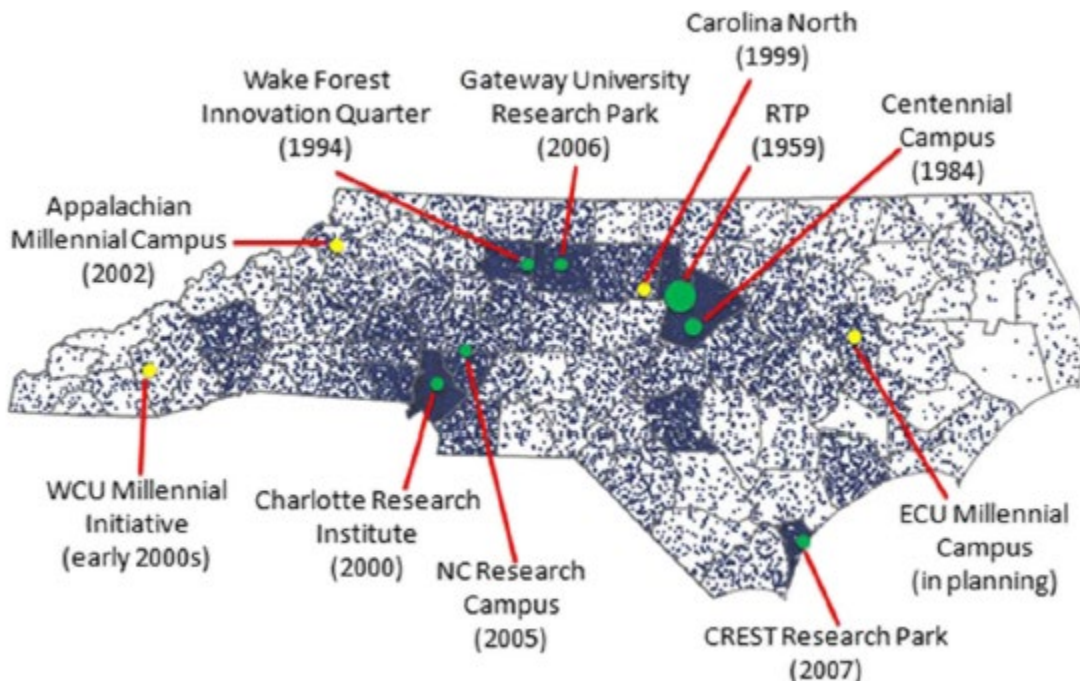 Carolina North
(1999)
Wake Forest
Innovation Quarter
(1994)
Gateway University
Research Park
(2006)
RTP
(1959)
Centennial
Campus
(1984)
Appalachian
Millennial Campus
(2002)
WCU Millennial
Initiative
(early 2000s)
Charlotte Research
Institute
(2000)
NC Research
Campus
(2005)
ECU Millennial
Campus
(in planning)
CREST Research Park
(2007)